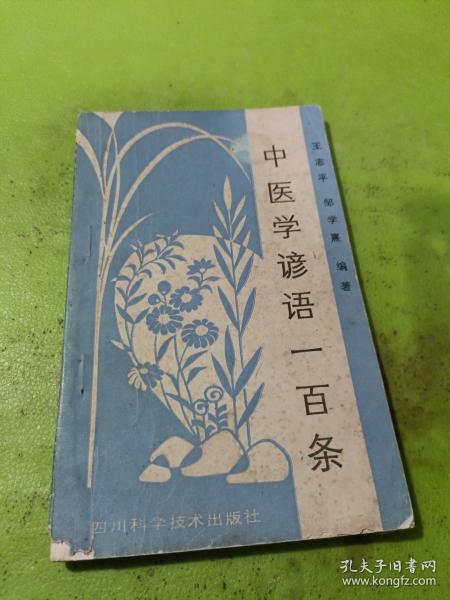 中医学谚语一百条
王志平 邹学熹 编著
四川科学技术出版社
孔夫子旧书网
www.kongfz.com